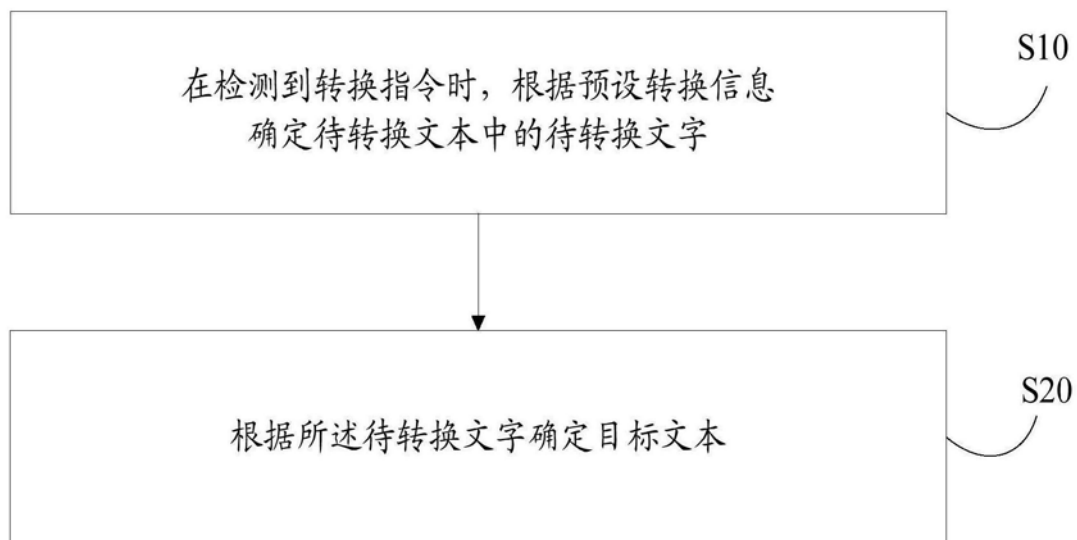 在检测到转换指令时，根据预设转换信息
确定待转换文本中的待转换文字
S10
根据所述待转换文字确定目标文本
S20